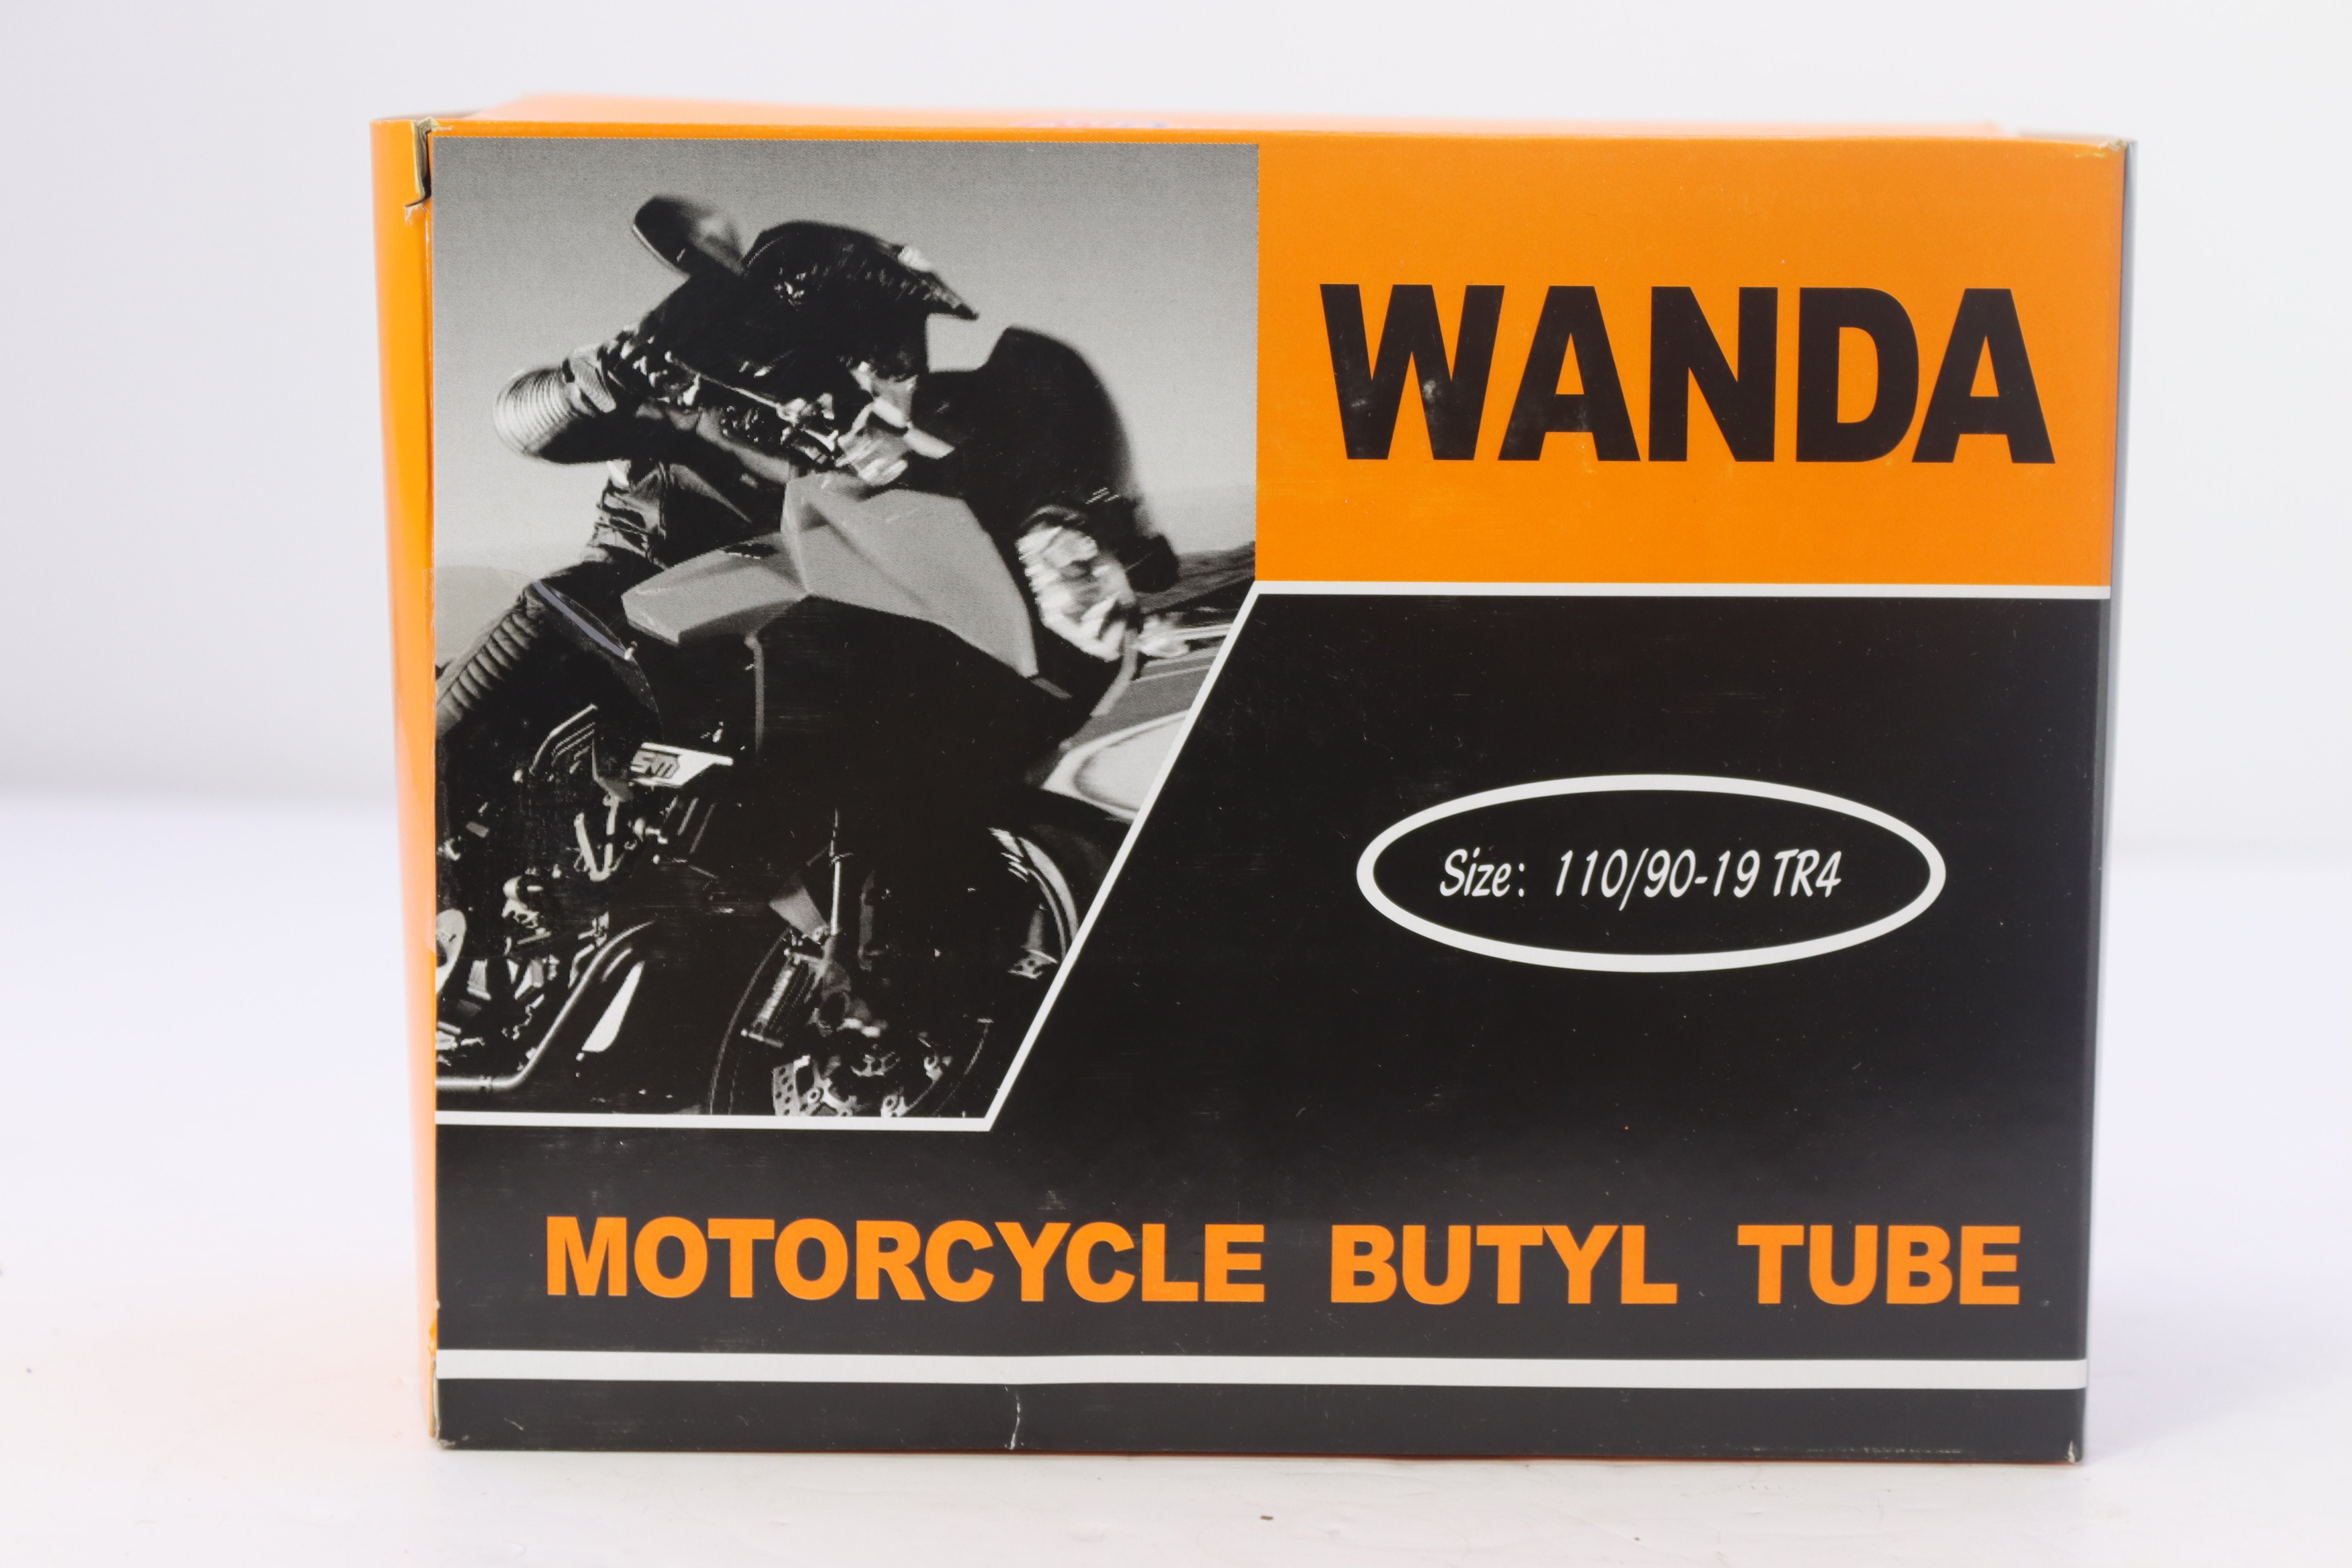 WANDA
Size: 110/90-19 TR4
MOTORCYCLE BUTYL TUBE